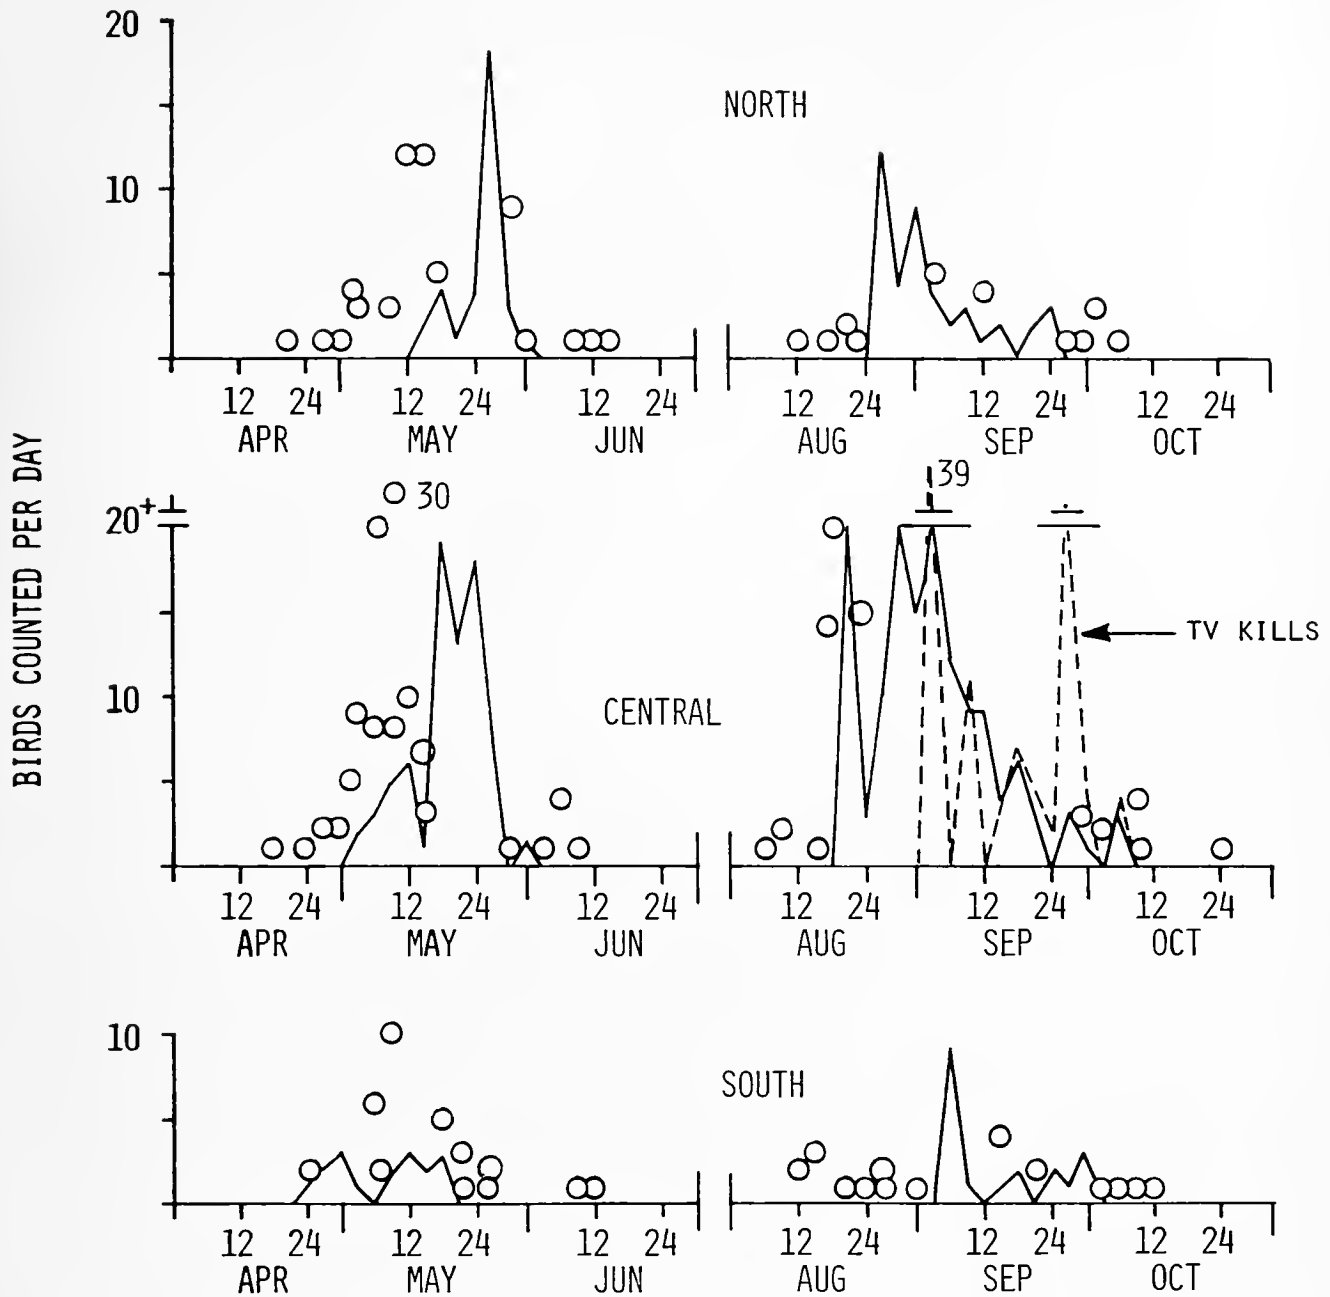 BIRDS COUNTED PER DAY
20
10
NORTH
12 24 12 24 12 24 12 24 12 24 12 24
APR MAY JUN AUG SEP OCT
20+
10
30
39
TV KILLS
CENTRAL
12 24 12 24 12 24 12 24 12 24 12 24
APR MAY JUN AUG SEP OCT
10
SOUTH
12 24 12 24 12 24 12 24 12 24 12 24
APR MAY JUN AUG SEP OCT